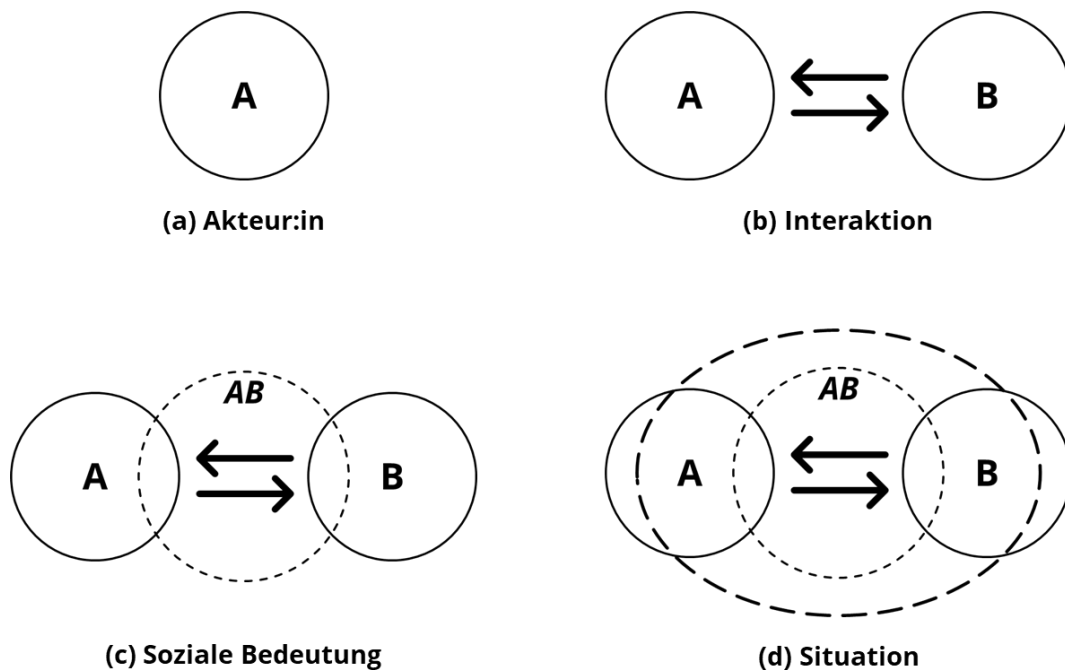 A
(a) Akteur:in
A
B
(b) Interaktion
AB
A
B
(c) Soziale Bedeutung
AB
A
B
(d) Situation